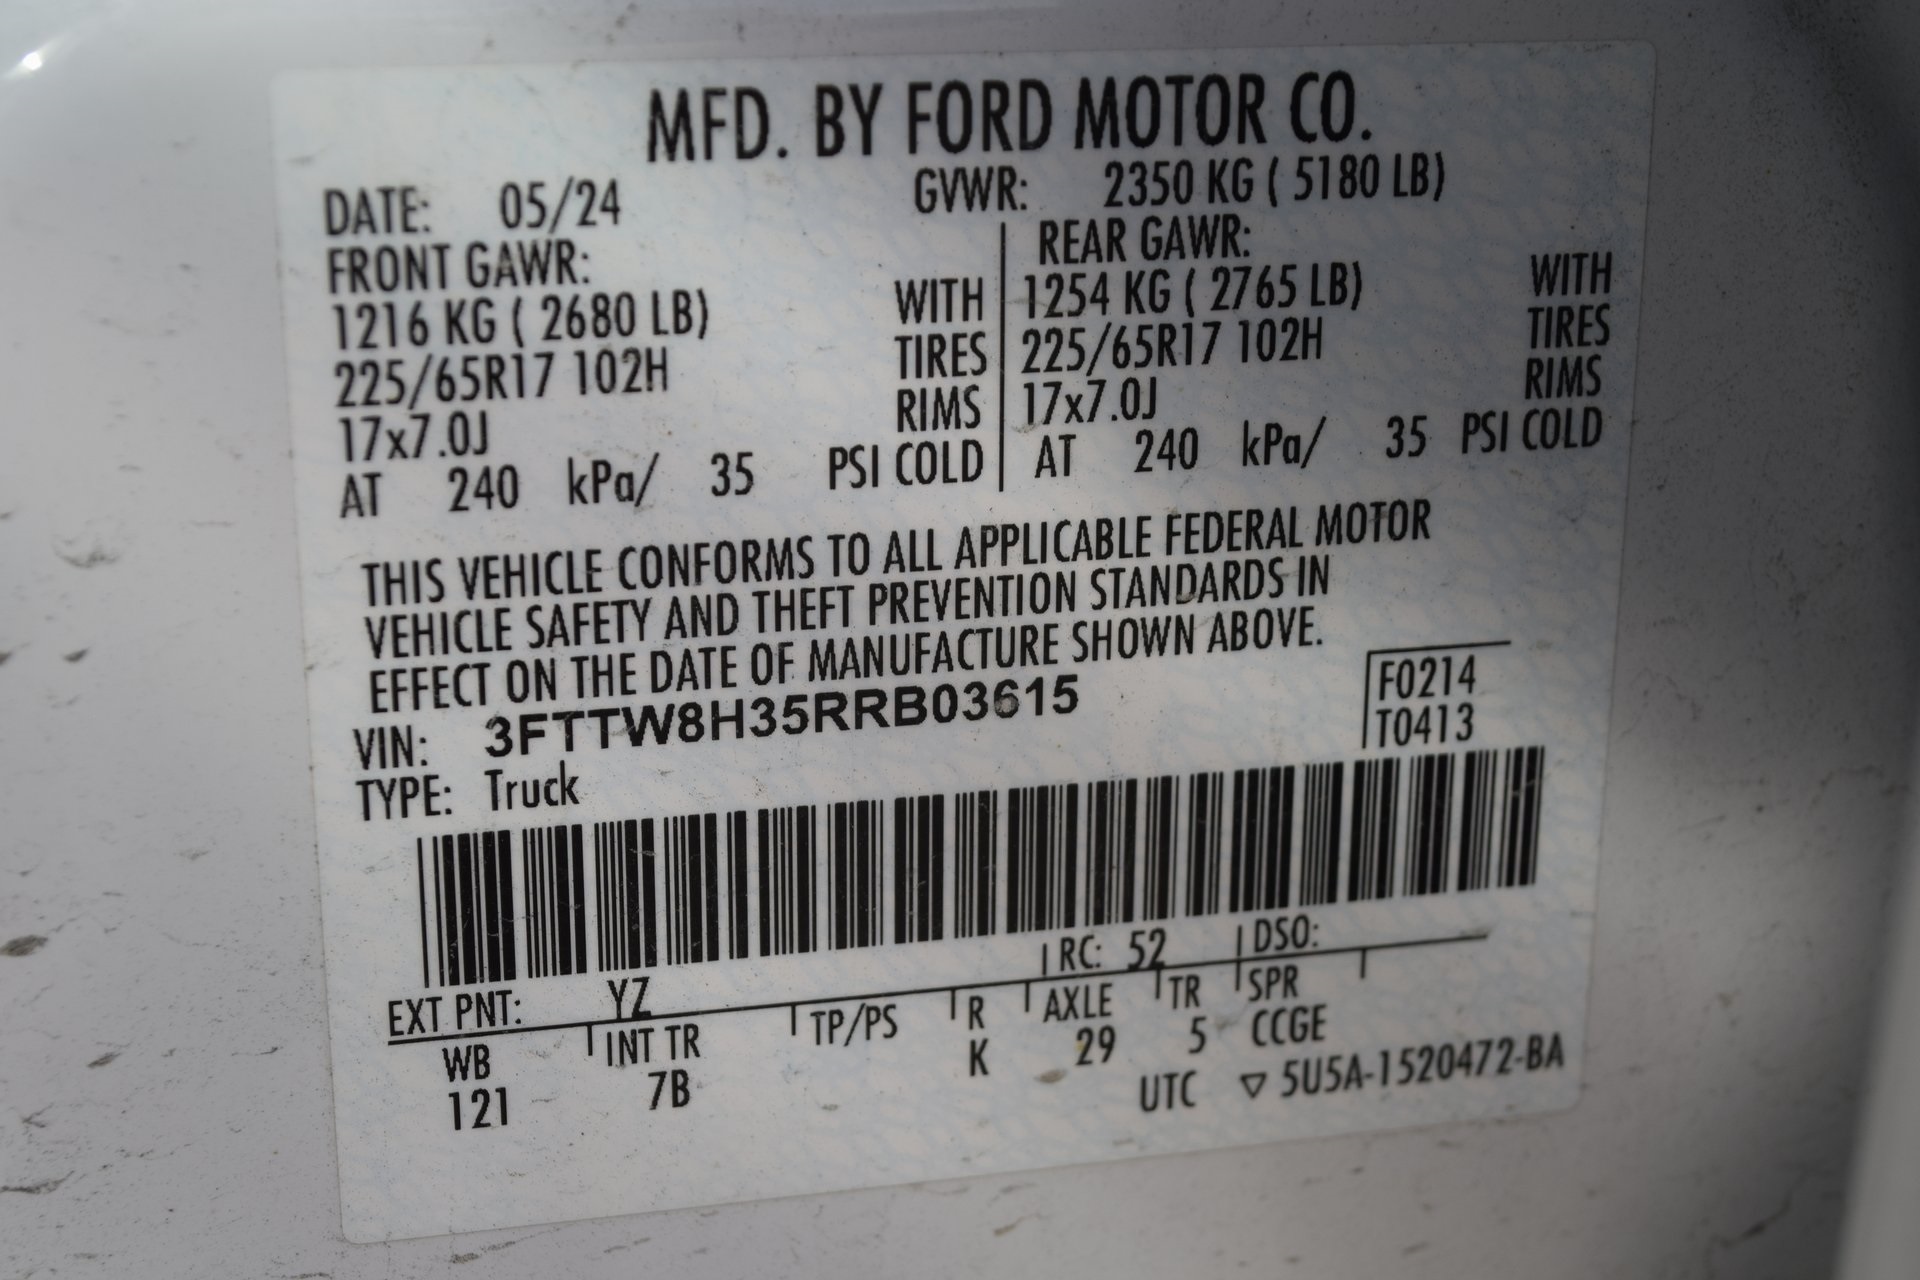 MFD. BY FORD MOTOR CO.
DATE: 05/24 GVWR: 2350 KG ( 5180 LB)
FRONT GAWR: REAR GAWR:
1216 KG ( 2680 LB) WITH 1254 KG ( 2765 LB) WITH
225/65R17 102H TIRES 225/65R17 102H TIRES
17x7.0J RIMS 17x7.0J RIMS
AT 240 kPa/ 35 PSI COLD AT 240 kPa/ 35 PSI COLD
THIS VEHICLE CONFORMS TO ALL APPLICABLE FEDERAL MOTOR
VEHICLE SAFETY AND THEFT PREVENTION STANDARDS IN
EFFECT ON THE DATE OF MANUFACTURE SHOWN ABOVE.
VIN: 3FTTW8H35RRB03615 F0214
TYPE: Truck T0413
EXT PNT: YZ RC: 52 DSO:
WB INT TR TP/PS R AXLE TR SPR
121 7B K 29 5 CCGE
UTC ▽ 5U5A-1520472-BA